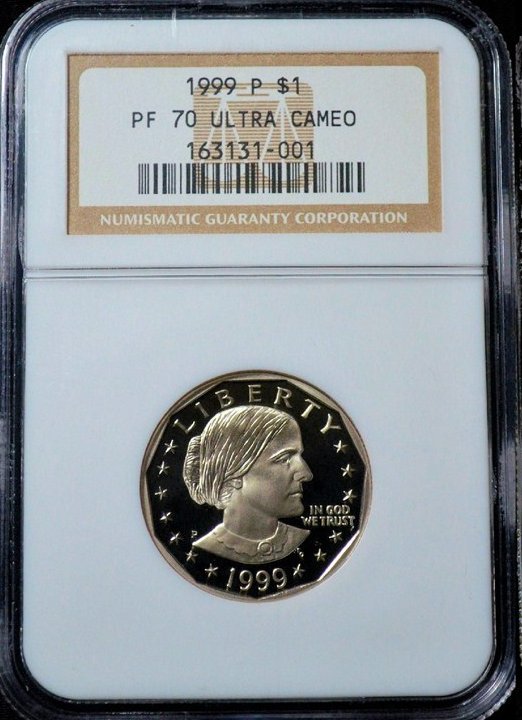 1999 P $1
PF 70 ULTRA CAMEO
163131-001
NUMISMATIC GUARANTY CORPORATION
LIBERTY
IN GOD
WE TRUST
P
1999